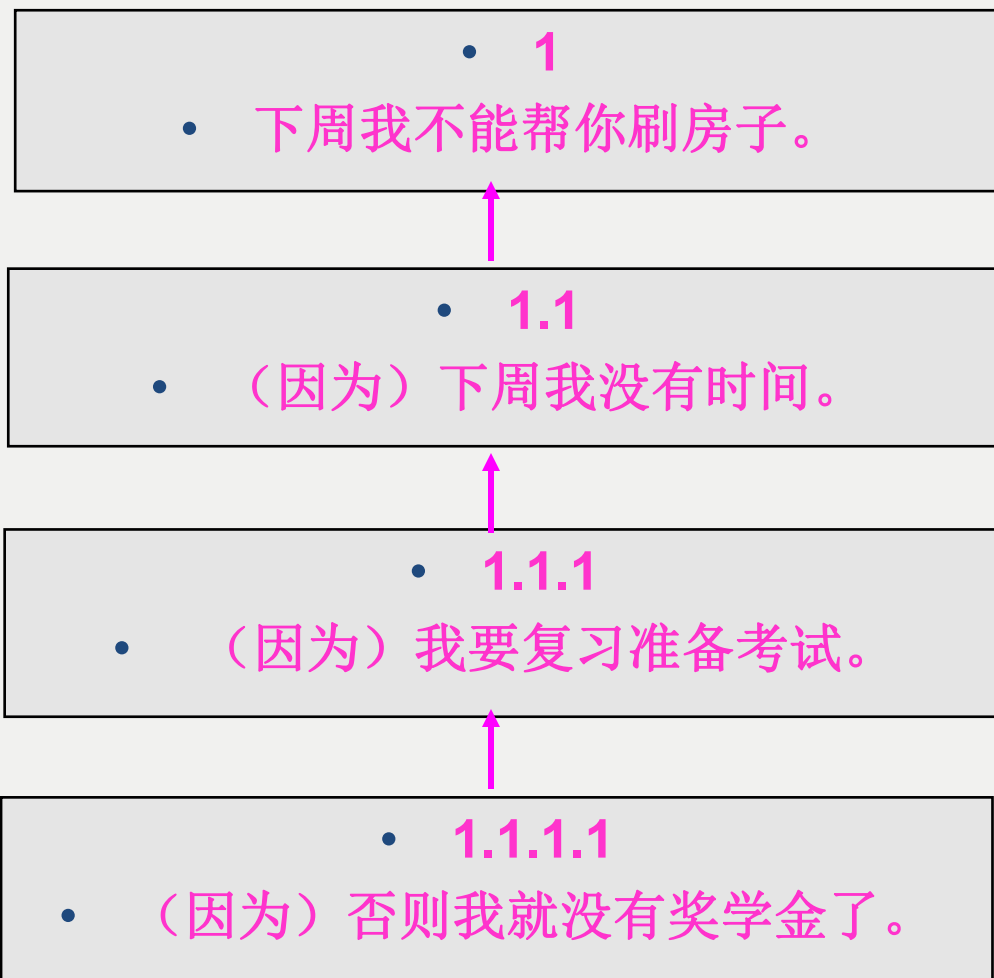 • 1
• 下周我不能帮你刷房子。
• 1.1
• （因为）下周我没有时间。
• 1.1.1
• （因为）我要复习准备考试。
• 1.1.1.1
• （因为）否则我就没有奖学金了。